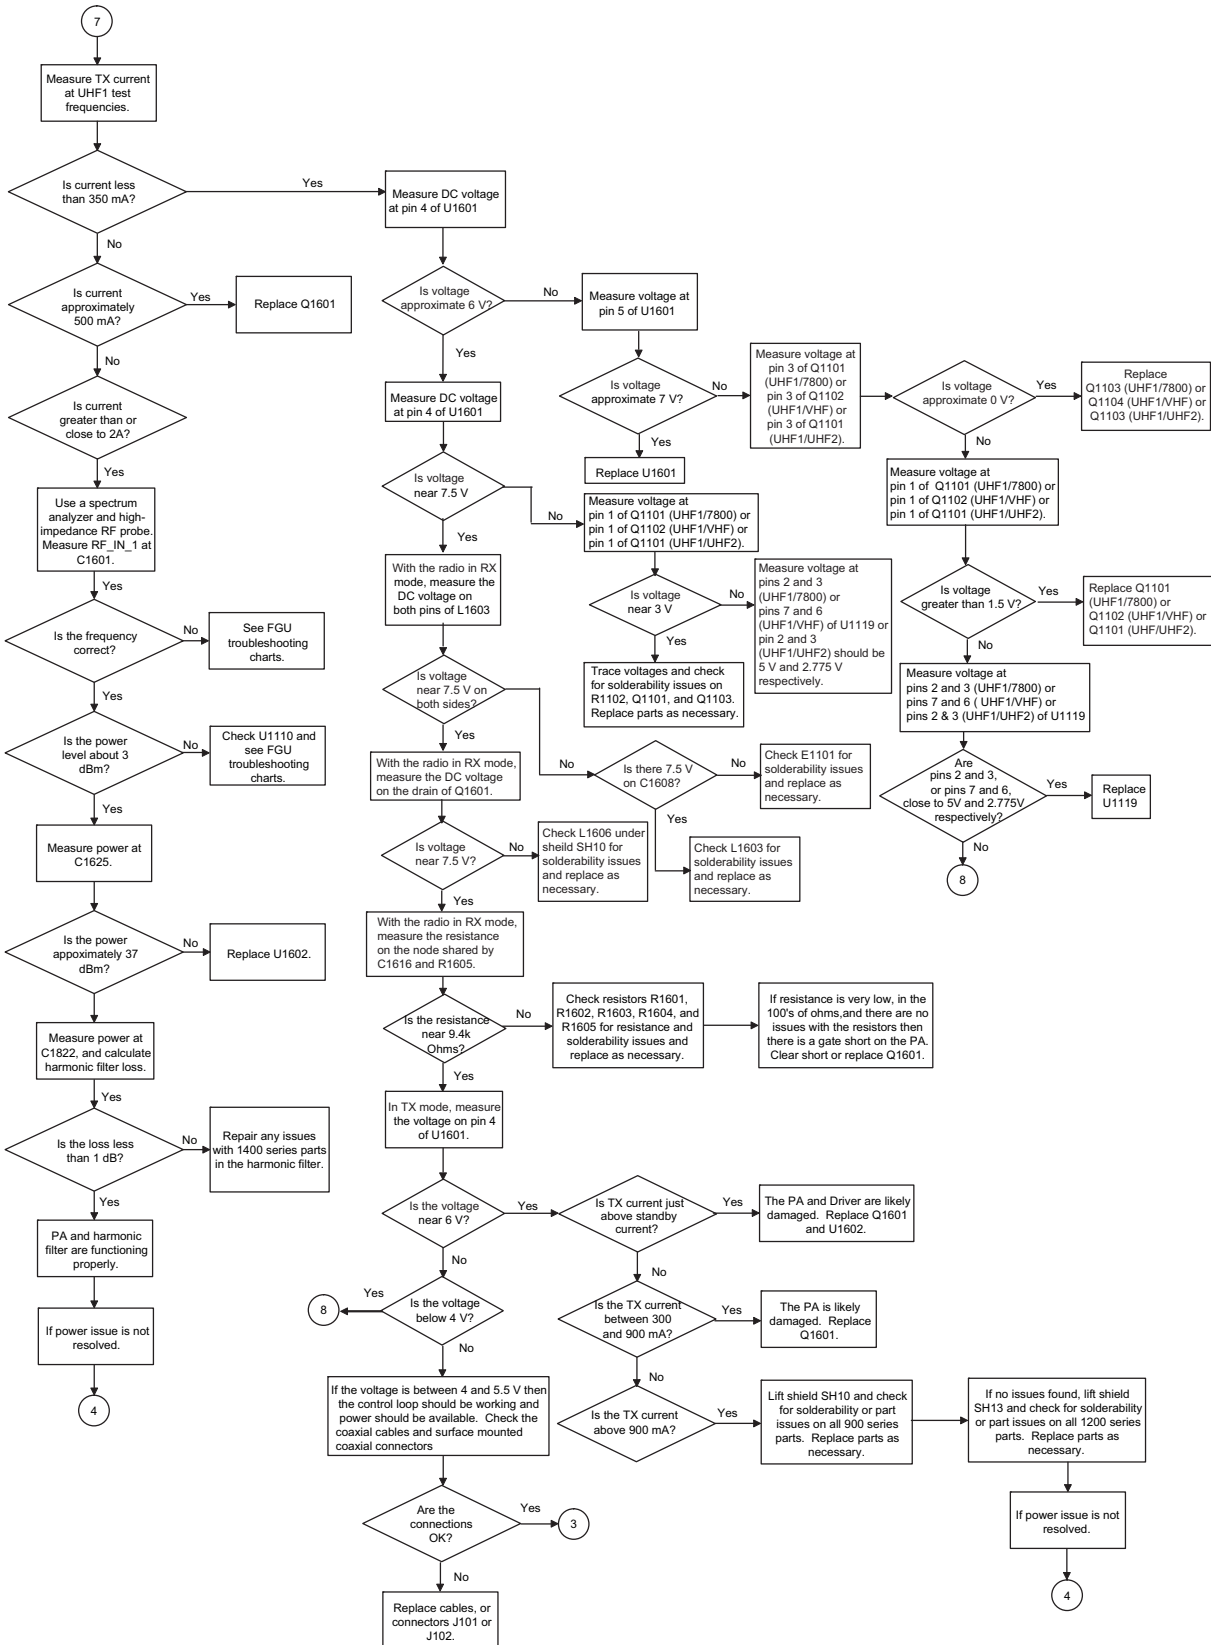 7
Measure TX current
at UHF1 test
frequencies.
Is current less
than 350 mA?
Yes
No
Is current
approximately
500 mA?
Yes
Replace Q1601
No
Is current
greater than or
close to 2A?
Yes
Use a spectrum
analyzer and high-
impedance RF probe.
Measure RF_IN_1 at
C1601.
Yes
Is the frequency
correct?
No
See FGU
troubleshooting
charts.
Yes
Is the power
level about 3
dBm?
No
Check U1110 and
see FGU
troubleshooting
charts.
Yes
Measure power at
C1625.
Is the power
appoximately 37
dBm?
No
Replace U1602.
Measure power at
C1822, and calculate
harmonic filter loss.
Yes
Is the loss less
than 1 dB?
No
Repair any issues
with 1400 series parts
in the harmonic filter.
Yes
PA and harmonic
filter are functioning
properly.
If power issue is not
resolved.
4
Measure DC voltage
at pin 4 of U1601
Is voltage
approximate 6 V?
No
Yes
Measure DC voltage
at pin 4 of U1601
Is voltage
near 7.5 V
No
Yes
With the radio in RX
mode, measure the
DC voltage on
both pins of L1603
Is voltage
near 7.5 V on
both sides?
Yes
No
With the radio in RX mode,
measure the DC voltage
on the drain of Q1601.
Is voltage
near 7.5 V?
No
Check L1606 under
sheild SH10 for
solderability issues
and replace as
necessary.
Yes
With the radio in RX mode,
measure the resistance
on the node shared by
C1616 and R1605.
Is the resistance
near 9.4k
Ohms?
No
Check resistors R1601,
R1602, R1603, R1604, and
R1605 for resistance and
solderability issues and
replace as necessary.
If resistance is very low, in the
100's of ohms,and there are no
issues with the resistors then
there is a gate short on the PA.
Clear short or replace Q1601.
Yes
In TX mode, measure
the voltage on pin 4
of U1601.
Is the voltage
near 6 V?
Yes
No
Is the voltage
below 4 V?
Yes
8
No
If the voltage is between 4 and 5.5 V then
the control loop should be working and
power should be available. Check the
coaxial cables and surface mounted
coaxial connectors
Are the
connections
OK?
Yes
3
No
Replace cables, or
connectors J101 or
J102.
Measure voltage at
pin 5 of U1601
Is voltage
approximate 7 V?
No
Yes
Replace U1601
Measure voltage at
pin 3 of Q1101
(UHF1/7800) or
pin 3 of Q1102
(UHF1/VHF) or
pin 3 of Q1101
(UHF1/UHF2).
Is voltage
approximate 0 V?
Yes
Replace
Q1103 (UHF1/7800) or
Q1104 (UHF1/VHF) or
Q1103 (UHF1/UHF2).
No
Measure voltage at
pin 1 of Q1101 (UHF1/7800) or
pin 1 of Q1102 (UHF1/VHF) or
pin 1 of Q1101 (UHF1/UHF2).
Is voltage
greater than 1.5 V?
Yes
Replace Q1101
(UHF1/7800) or
Q1102 (UHF1/VHF) or
Q1101 (UHF/UHF2).
No
Measure voltage at
pins 2 and 3 (UHF1/7800) or
pins 7 and 6 ( UHF1/VHF) or
pins 2 & 3 (UHF1/UHF2) of U1119
Are
pins 2 and 3,
or pins 7 and 6,
close to 5V and 2.775V
respectively?
Yes
Replace
U1119
No
8
Measure voltage at
pin 1 of Q1101 (UHF1/7800) or
pin 1 of Q1102 (UHF1/VHF) or
pin 1 of Q1101 (UHF1/UHF2).
Is voltage
near 3 V
No
Measure voltage at
pins 2 and 3
(UHF1/7800) or
pins 7 and 6
(UHF1/VHF) of U1119 or
pin 2 and 3
(UHF1/UHF2) should be
5 V and 2.775 V
respectively.
Yes
Trace voltages and check
for solderability issues on
R1102, Q1101, and Q1103.
Replace parts as necessary.
Is there 7.5 V
on C1608?
No
Check E1101 for
solderability issues
and replace as
necessary.
Yes
Check L1603 for
solderability issues
and replace as
necessary.
Is TX current just
above standby
current?
Yes
The PA and Driver are likely
damaged. Replace Q1601
and U1602.
No
Is the TX current
between 300
and 900 mA?
Yes
The PA is likely
damaged. Replace
Q1601.
No
Is the TX current
above 900 mA?
Yes
Lift shield SH10 and check
for solderability or part
issues on all 900 series
parts. Replace parts as
necessary.
If no issues found, lift shield
SH13 and check for solderability
or part issues on all 1200 series
parts. Replace parts as
necessary.
If power issue is not
resolved.
4